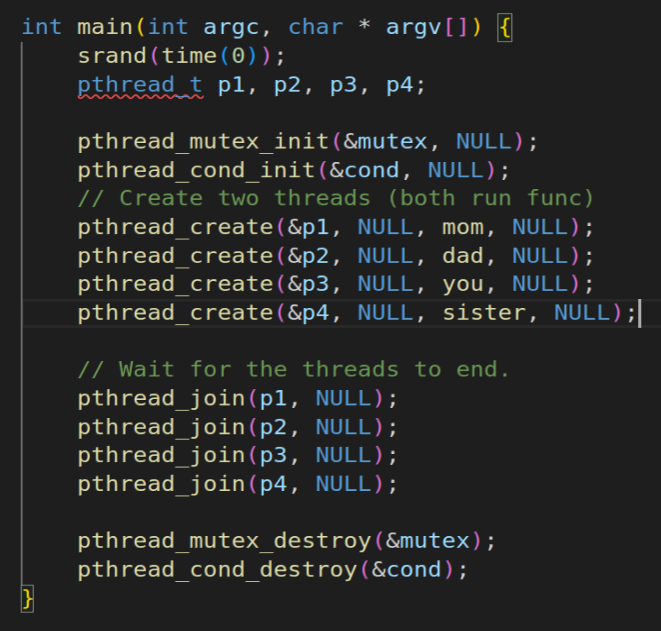 int main(int argc, char * argv[]) {
srand(time(0));
pthread_t p1, p2, p3, p4;
pthread_mutex_init(&mutex, NULL);
pthread_cond_init(&cond, NULL);
// Create two threads (both run func)
pthread_create(&p1, NULL, mom, NULL);
pthread_create(&p2, NULL, dad, NULL);
pthread_create(&p3, NULL, you, NULL);
pthread_create(&p4, NULL, sister, NULL);
// Wait for the threads to end.
pthread_join(p1, NULL);
pthread_join(p2, NULL);
pthread_join(p3, NULL);
pthread_join(p4, NULL);
pthread_mutex_destroy(&mutex);
pthread_cond_destroy(&cond);
}